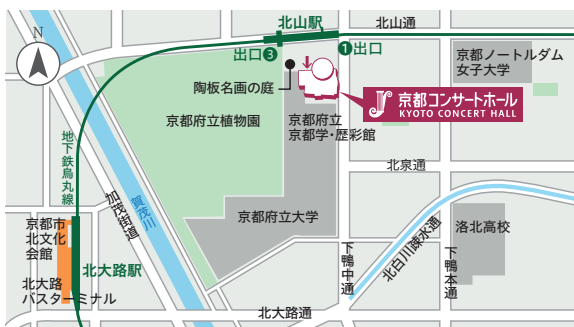 N
北山駅
北山通
出口❸
❶出口
京都ノートルダム
女子大学
陶板名画の庭
京都コンサートホール
KYOTO CONCERT HALL
京都府立植物園
京都府立
京都学・歴彩館
地下鉄烏丸線
北泉通
加茂街道
賀茂川
京都府立大学
京都市
北文化
会館
北大路駅
北大路
バスターミナル
下鴨中通
北白川疎水通
下鴨本通
洛北高校
北大路通